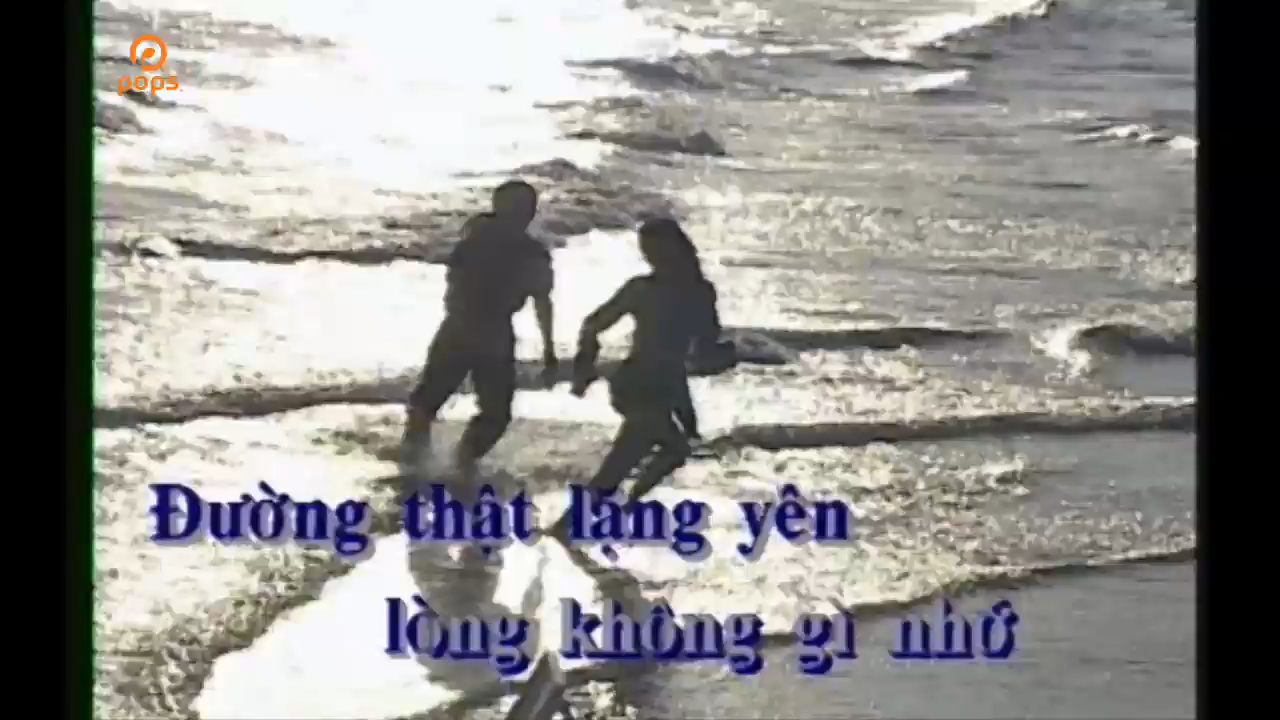 pops
Đường thật lặng yên
lòng không gì nhớ